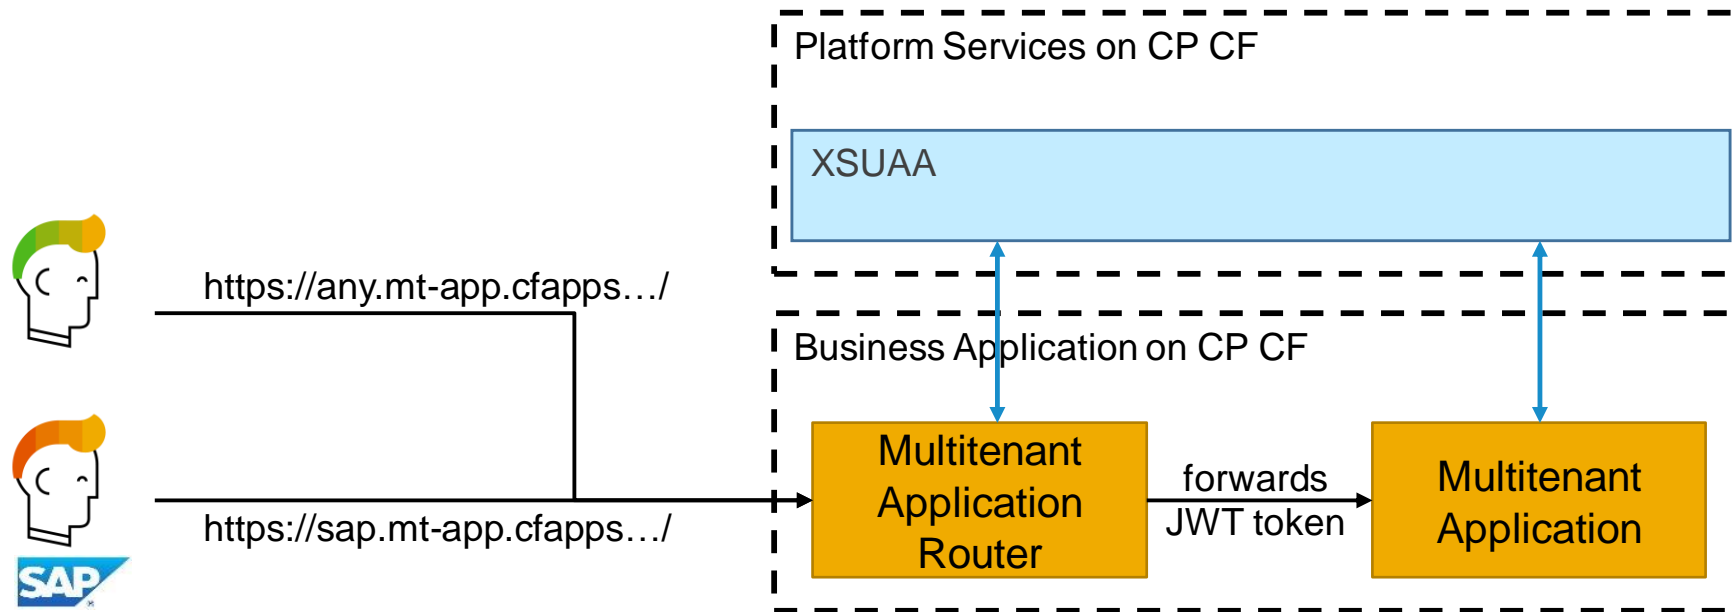 Platform Services on CP CF
XSUAA
https://any.mt-app.cfapps…/
Business Application on CP CF
https://sap.mt-app.cfapps…/
Multitenant
Application
Router
forwards
JWT token
Multitenant
Application
SAP